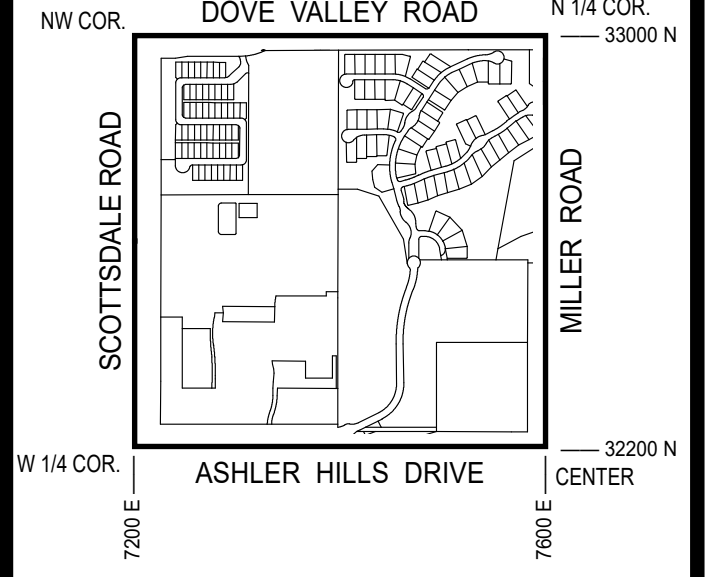 DOVE VALLEY ROAD
NW COR.
N 1/4 COR.
33000 N
SCOTTSDALE ROAD
MILLER ROAD
32200 N
W 1/4 COR.
ASHLER HILLS DRIVE
CENTER
7200 E
7600 E